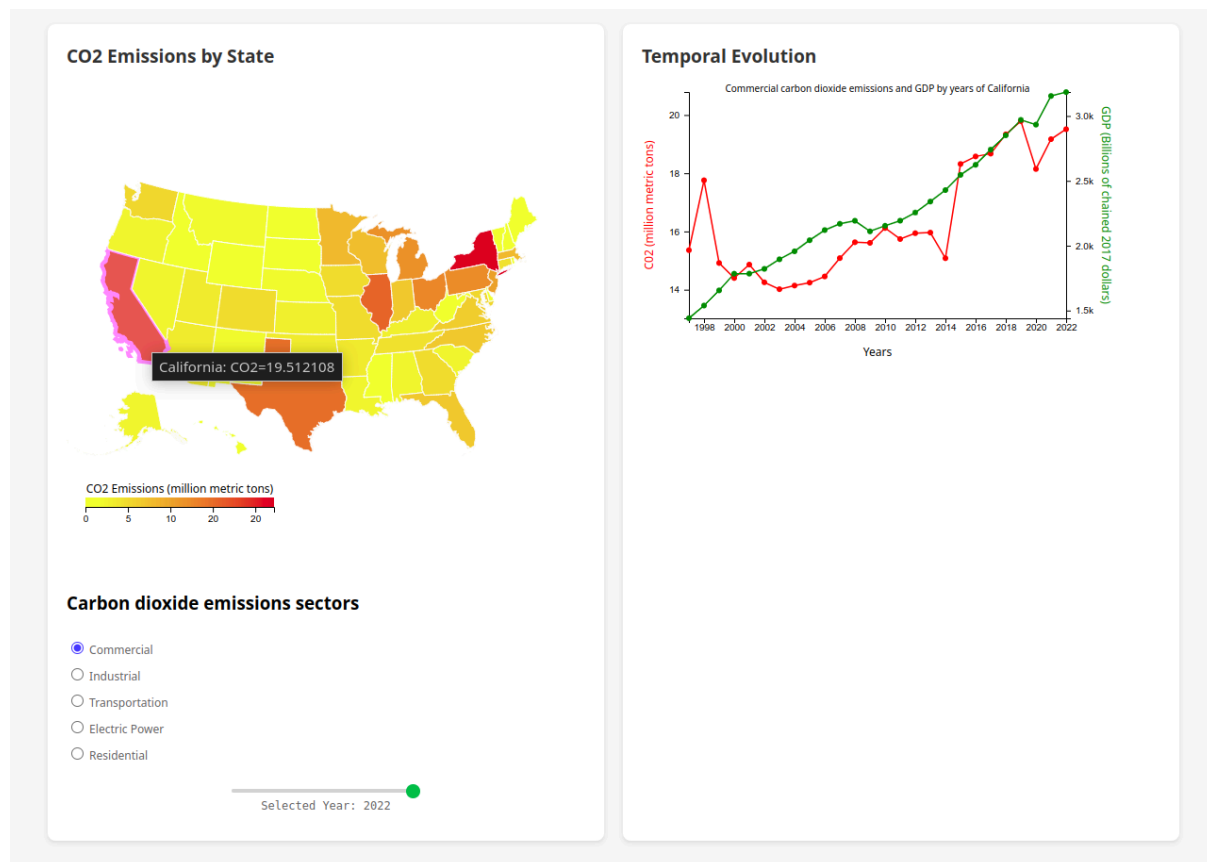 CO2 Emissions by State
California: CO2=19.512108
CO2 Emissions (million metric tons)
0 5 10 20 20
Carbon dioxide emissions sectors
Commercial
Industrial
Transportation
Electric Power
Residential
Selected Year: 2022
Temporal Evolution
Commercial carbon dioxide emissions and GDP by years of California
CO2 (million metric tons)
20
18
16
14
GDP (Billions of chained 2017 dollars)
3.0k
2.5k
2.0k
1.5k
1998 2000 2002 2004 2006 2008 2010 2012 2014 2016 2018 2020 2022
Years